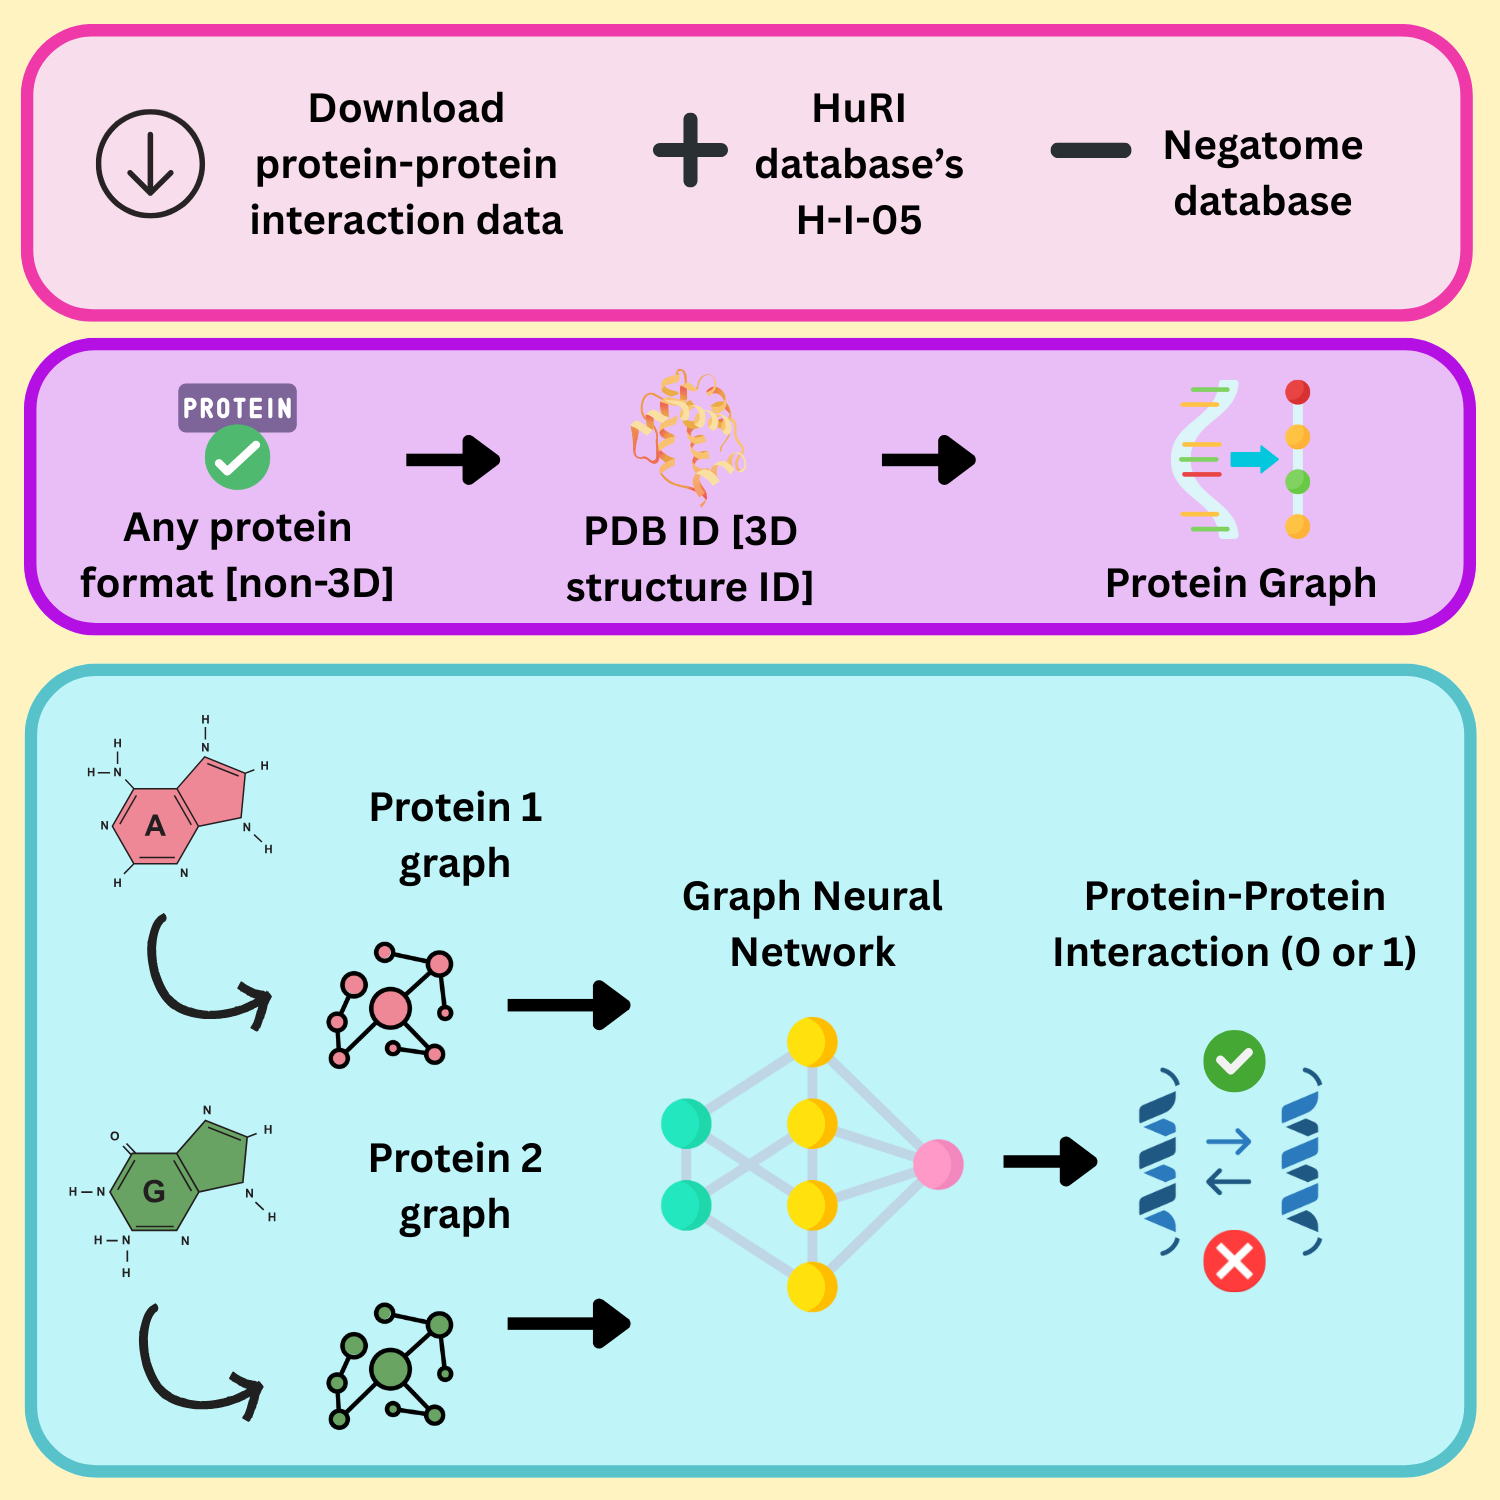 Download
protein-protein
interaction data
HuRI
database's
H-I-05
Negatome
database
PROTEIN
Any protein
format [non-3D]
PDB ID [3D
structure ID]
Protein Graph
H
N
H
H
N
H
N
A
N
H
N
H
Protein 1
graph
Graph Neural
Network
Protein-Protein
Interaction (0 or 1)
N
H
O
H
N
G
N
H
H
N
N
H
Protein 2
graph